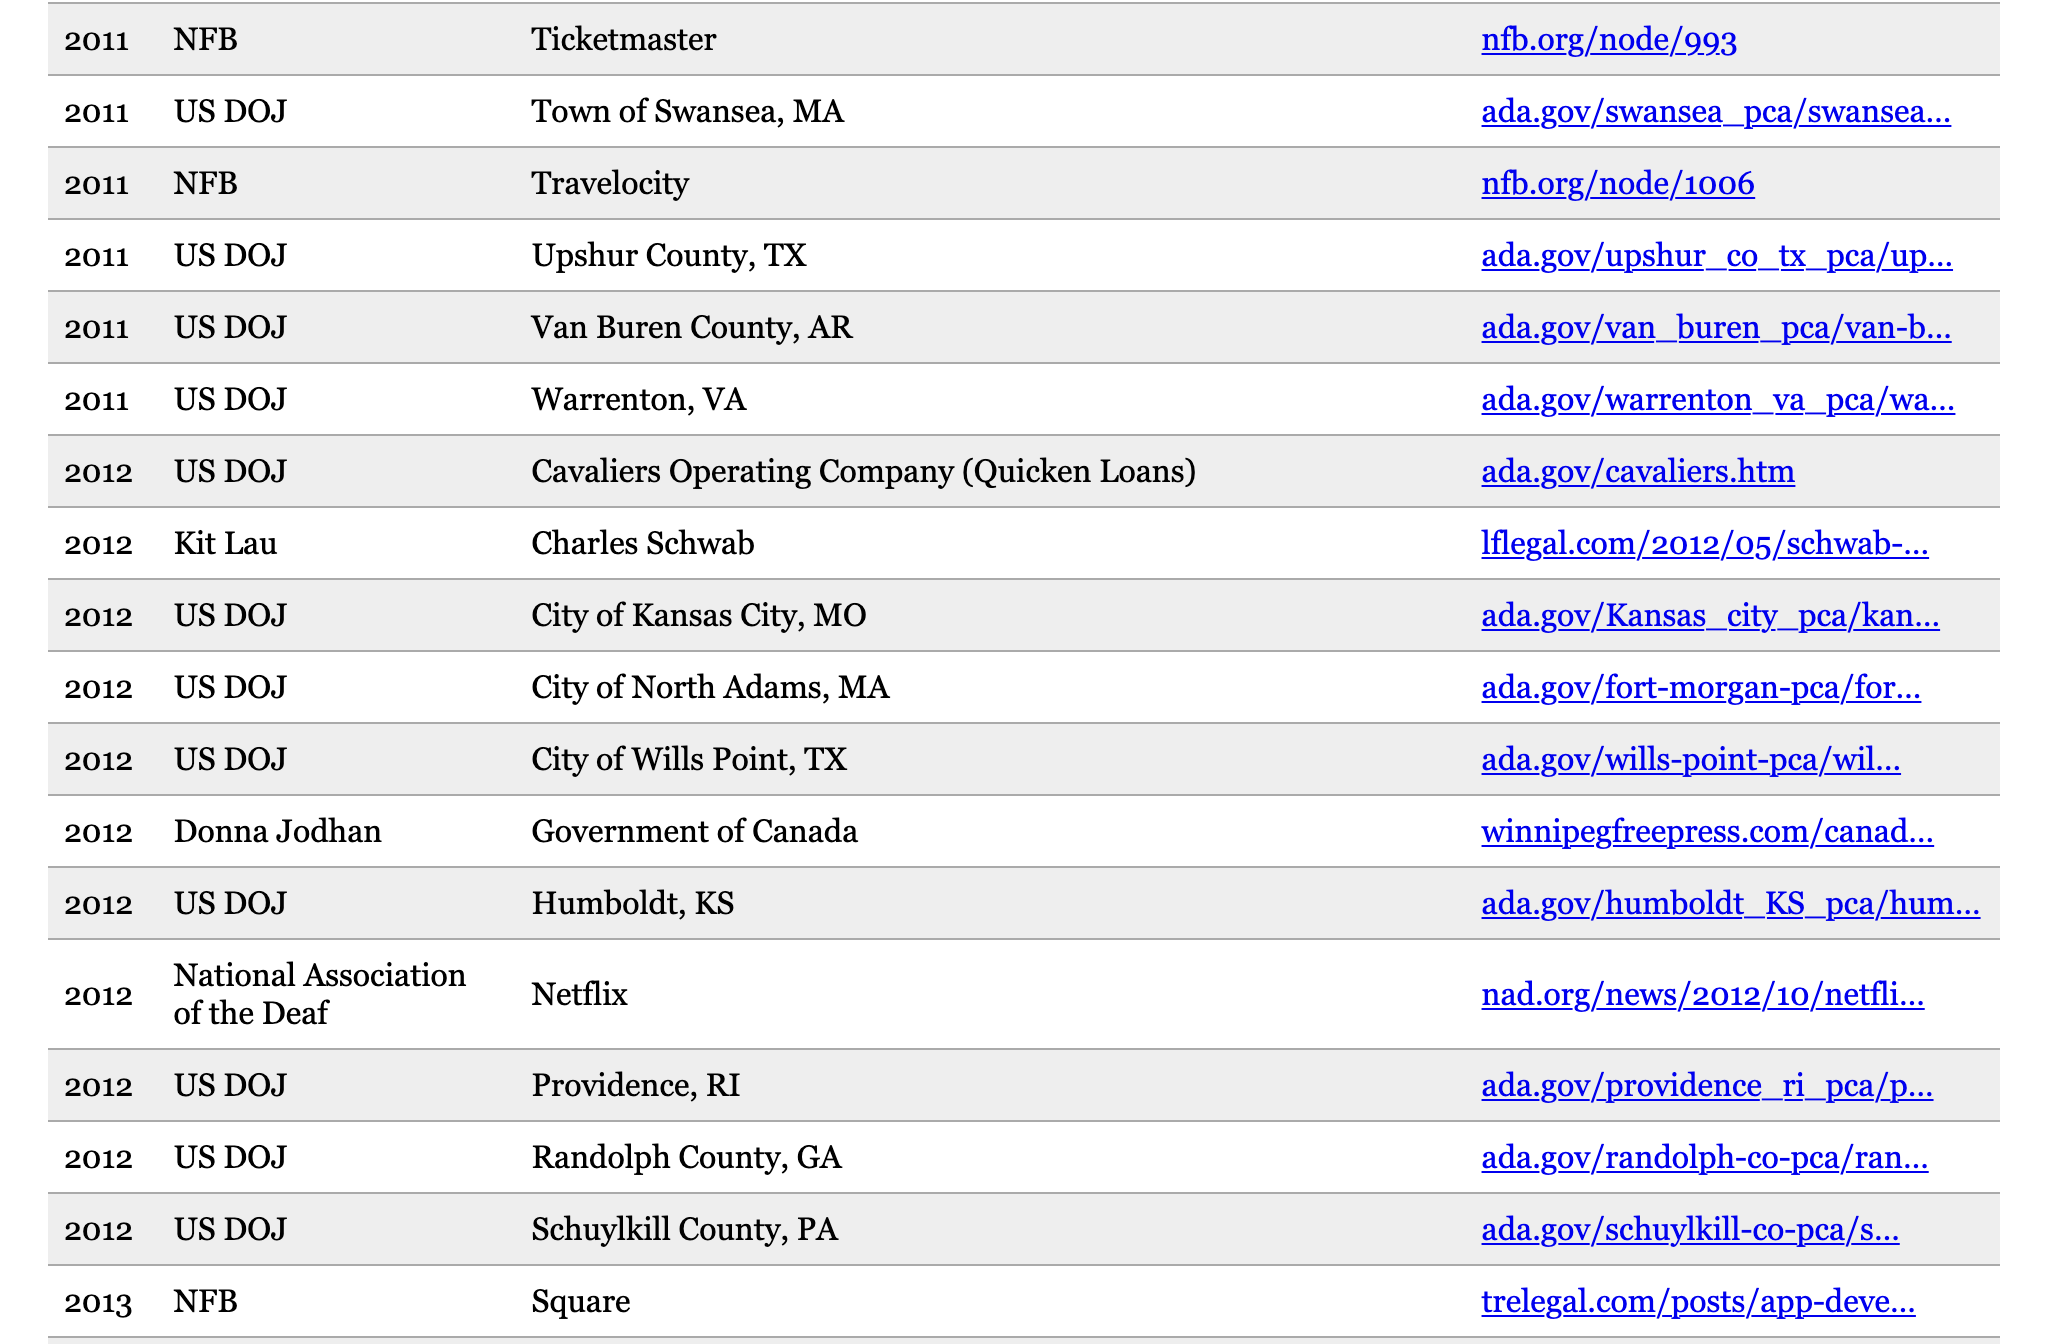 2011 NFB Ticketmaster nfb.org/node/993
2011 US DOJ Town of Swansea, MA ada.gov/swansea_pca/swansea...
2011 NFB Travelocity nfb.org/node/1006
2011 US DOJ Upshur County, TX ada.gov/upshur_co_tx_pca/up...
2011 US DOJ Van Buren County, AR ada.gov/van_buren_pca/van-b...
2011 US DOJ Warrenton, VA ada.gov/warrenton_va_pca/wa...
2012 US DOJ Cavaliers Operating Company (Quicken Loans) ada.gov/cavaliers.htm
2012 Kit Lau Charles Schwab lflegal.com/2012/05/schwab-...
2012 US DOJ City of Kansas City, MO ada.gov/Kansas_city_pca/kan...
2012 US DOJ City of North Adams, MA ada.gov/fort-morgan-pca/for...
2012 US DOJ City of Wills Point, TX ada.gov/wills-point-pca/wil...
2012 Donna Jodhan Government of Canada winnipegfreepress.com/canad...
2012 US DOJ Humboldt, KS ada.gov/humboldt_KS_pca/hum...
2012 National Association
of the Deaf Netflix nad.org/news/2012/10/netfli...
2012 US DOJ Providence, RI ada.gov/providence_ri_pca/p...
2012 US DOJ Randolph County, GA ada.gov/randolph-co-pca/ran...
2012 US DOJ Schuylkill County, PA ada.gov/schuylkill-co-pca/s...
2013 NFB Square trelegal.com/posts/app-deve...